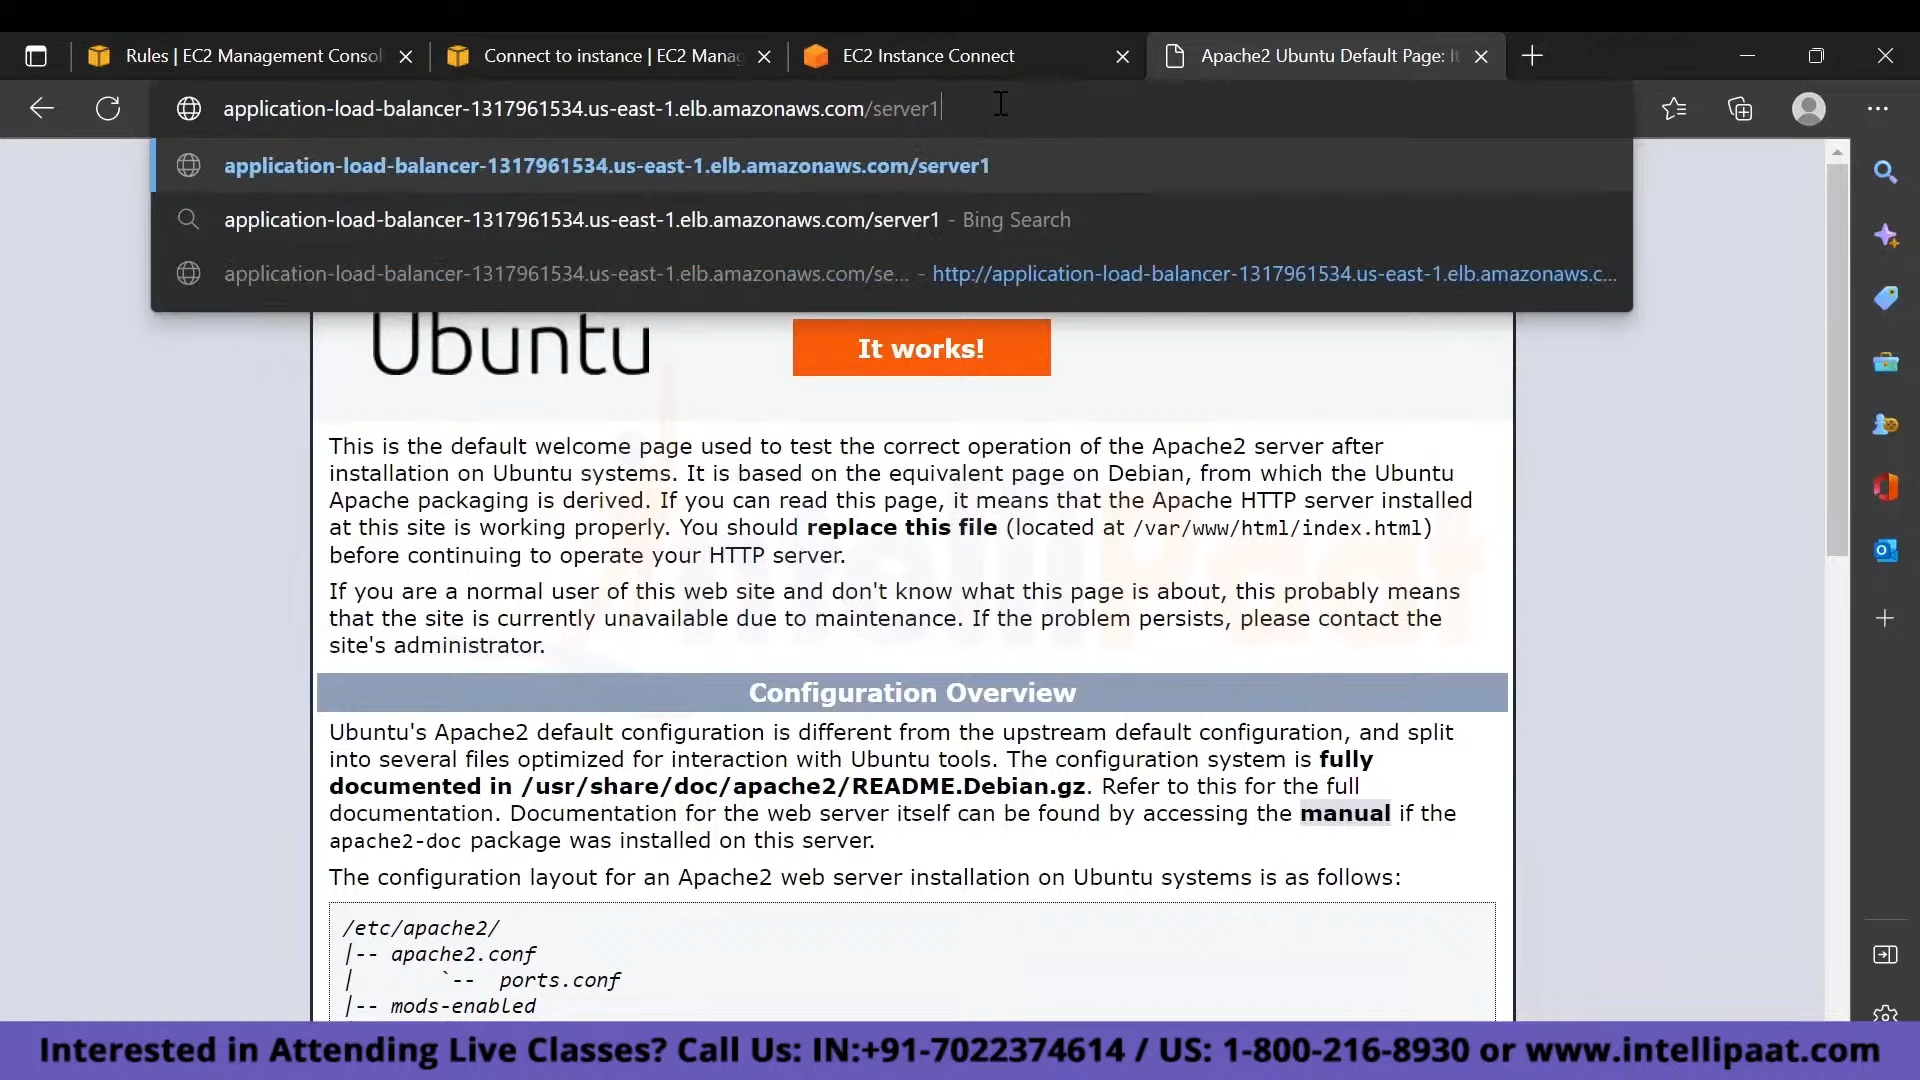 Rules | EC2 Management Consol
Connect to instance | EC2 Manag
EC2 Instance Connect
Apache2 Ubuntu Default Page: It
application-load-balancer-1317961534.us-east-1.elb.amazonaws.com/server1
application-load-balancer-1317961534.us-east-1.elb.amazonaws.com/server1
application-load-balancer-1317961534.us-east-1.elb.amazonaws.com/server1 - Bing Search
application-load-balancer-1317961534.us-east-1.elb.amazonaws.com/se... - http://application-load-balancer-1317961534.us-east-1.elb.amazonaws.c...
Ubuntu
It works!
This is the default welcome page used to test the correct operation of the Apache2 server after
installation on Ubuntu systems. It is based on the equivalent page on Debian, from which the Ubuntu
Apache packaging is derived. If you can read this page, it means that the Apache HTTP server installed
at this site is working properly. You should replace this file (located at /var/www/html/index.html)
before continuing to operate your HTTP server.
If you are a normal user of this web site and don't know what this page is about, this probably means
that the site is currently unavailable due to maintenance. If the problem persists, please contact the
site's administrator.
Configuration Overview
Ubuntu's Apache2 default configuration is different from the upstream default configuration, and split
into several files optimized for interaction with Ubuntu tools. The configuration system is fully
documented in /usr/share/doc/apache2/README.Debian.gz. Refer to this for the full
documentation. Documentation for the web server itself can be found by accessing the manual if the
apache2-doc package was installed on this server.
The configuration layout for an Apache2 web server installation on Ubuntu systems is as follows:
/etc/apache2/
|-- apache2.conf
|       `--  ports.conf
|-- mods-enabled
Interested in Attending Live Classes? Call Us: IN:+91-7022374614 / US: 1-800-216-8930 or www.intellipaat.com